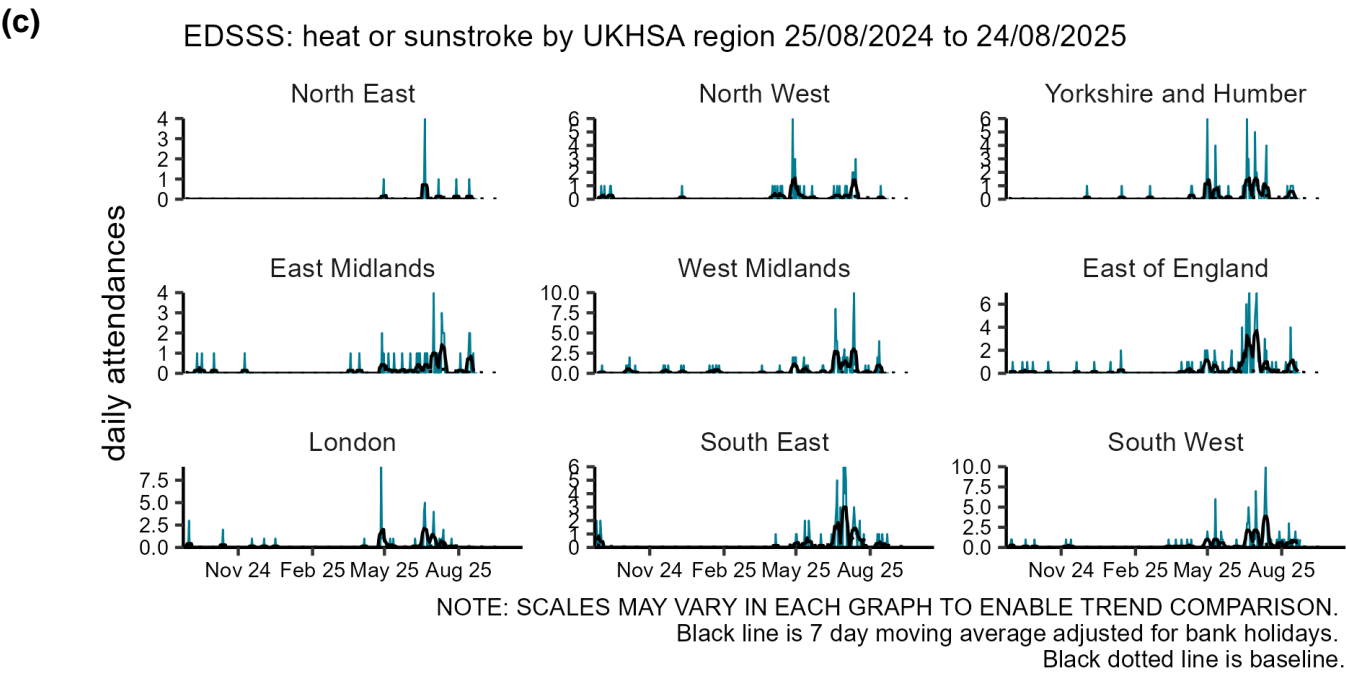 (c)
EDSSS: heat or sunstroke by UKHSA region 25/08/2024 to 24/08/2025
daily attendances
North East
4
3
2
1
0
North West
6
5
4
3
2
1
0
Yorkshire and Humber
6
5
4
3
2
1
0
East Midlands
4
3
2
1
0
West Midlands
10.0
7.5
5.0
2.5
0.0
East of England
6
4
2
0
London
7.5
5.0
2.5
0.0
Nov 24 Feb 25 May 25 Aug 25
South East
6
5
4
3
2
1
0
Nov 24 Feb 25 May 25 Aug 25
South West
10.0
7.5
5.0
2.5
0.0
Nov 24 Feb 25 May 25 Aug 25
NOTE: SCALES MAY VARY IN EACH GRAPH TO ENABLE TREND COMPARISON.
Black line is 7 day moving average adjusted for bank holidays.
Black dotted line is baseline.